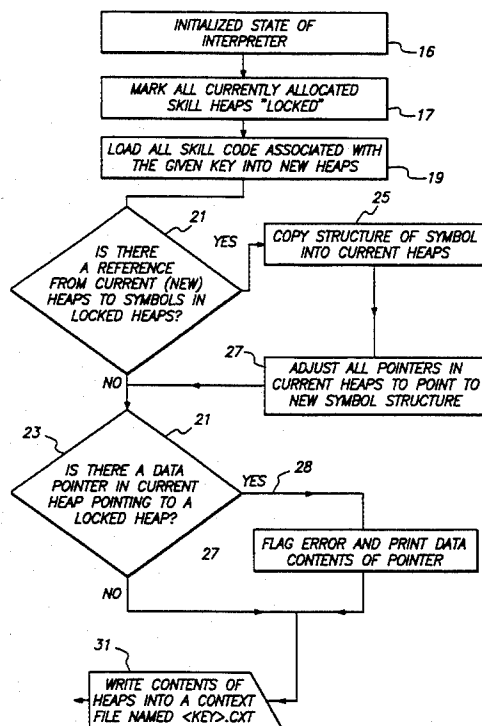 INITIALIZED STATE OF
INTERPRETER
16
MARK ALL CURRENTLY ALLOCATED
SKILL HEAPS "LOCKED"
17
LOAD ALL SKILL CODE ASSOCIATED WITH
THE GIVEN KEY INTO NEW HEAPS
19
21
IS THERE
A REFERENCE
FROM CURRENT (NEW)
HEAPS TO SYMBOLS IN
LOCKED HEAPS?
YES
25
COPY STRUCTURE OF SYMBOL
INTO CURRENT HEAPS
27
ADJUST ALL POINTERS IN
CURRENT HEAPS TO POINT TO
NEW SYMBOL STRUCTURE
NO
23
21
IS THERE A DATA
POINTER IN CURRENT
HEAP POINTING TO A
LOCKED HEAP?
YES
28
27
FLAG ERROR AND PRINT DATA
CONTENTS OF POINTER
NO
31
WRITE CONTENTS OF
HEAPS INTO A CONTEXT
FILE NAMED <KEY>.CXT